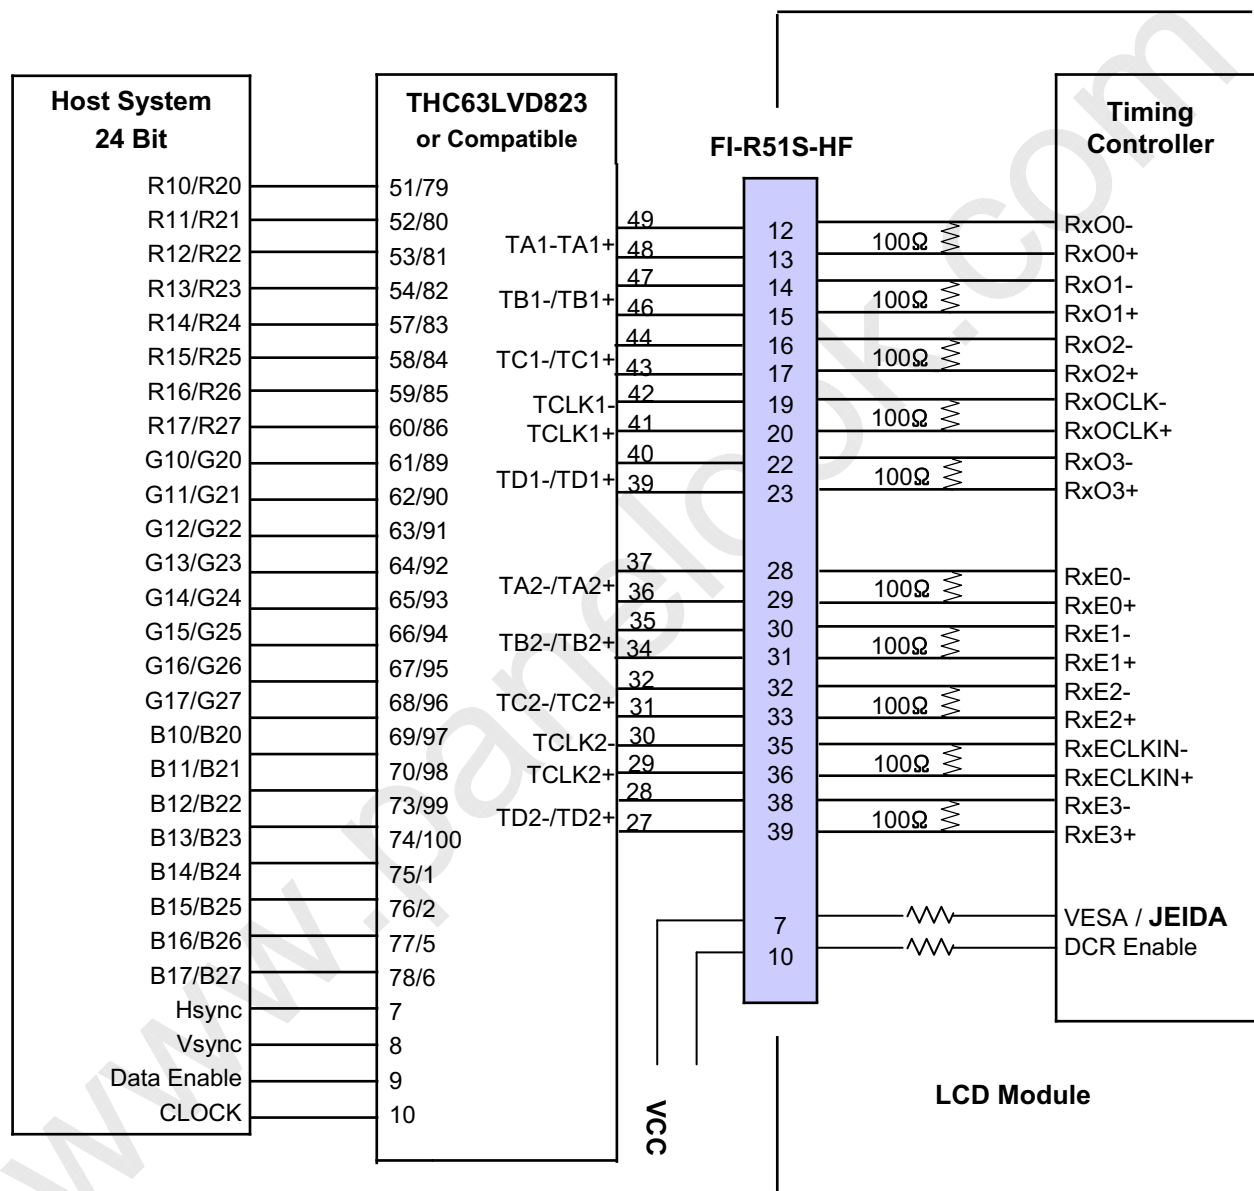 Host System
24 Bit
R10/R20
R11/R21
R12/R22
R13/R23
R14/R24
R15/R25
R16/R26
R17/R27
G10/G20
G11/G21
G12/G22
G13/G23
G14/G24
G15/G25
G16/G26
G17/G27
B10/B20
B11/B21
B12/B22
B13/B23
B14/B24
B15/B25
B16/B26
B17/B27
Hsync
Vsync
Data Enable
CLOCK
THC63LVD823
or Compatible
51/79
52/80
53/81
54/82
57/83
58/84
59/85
60/86
61/89
62/90
63/91
64/92
65/93
66/94
67/95
68/96
69/97
70/98
73/99
74/100
75/1
76/2
77/5
78/6
7
8
9
10
TA1-TA1+
TB1-/TB1+
TC1-/TC1+
TCLK1-
TCLK1+
TD1-/TD1+
TA2-/TA2+
TB2-/TB2+
TC2-/TC2+
TCLK2-
TCLK2+
TD2-/TD2+
49
48
47
46
44
43
42
41
40
39
37
36
35
34
32
31
30
29
28
27
FI-R51S-HF
12
13
14
15
16
17
19
20
22
23
28
29
30
31
32
33
35
36
38
39
7
10
VCC
100Ω
100Ω
100Ω
100Ω
100Ω
100Ω
100Ω
100Ω
100Ω
100Ω
Timing
Controller
RxO0-
RxO0+
RxO1-
RxO1+
RxO2-
RxO2+
RxOCLK-
RxOCLK+
RxO3-
RxO3+
RxE0-
RxE0+
RxE1-
RxE1+
RxE2-
RxE2+
RxECLKIN-
RxECLKIN+
RxE3-
RxE3+
VESA / JEIDA
DCR Enable
LCD Module
www.panelook.com